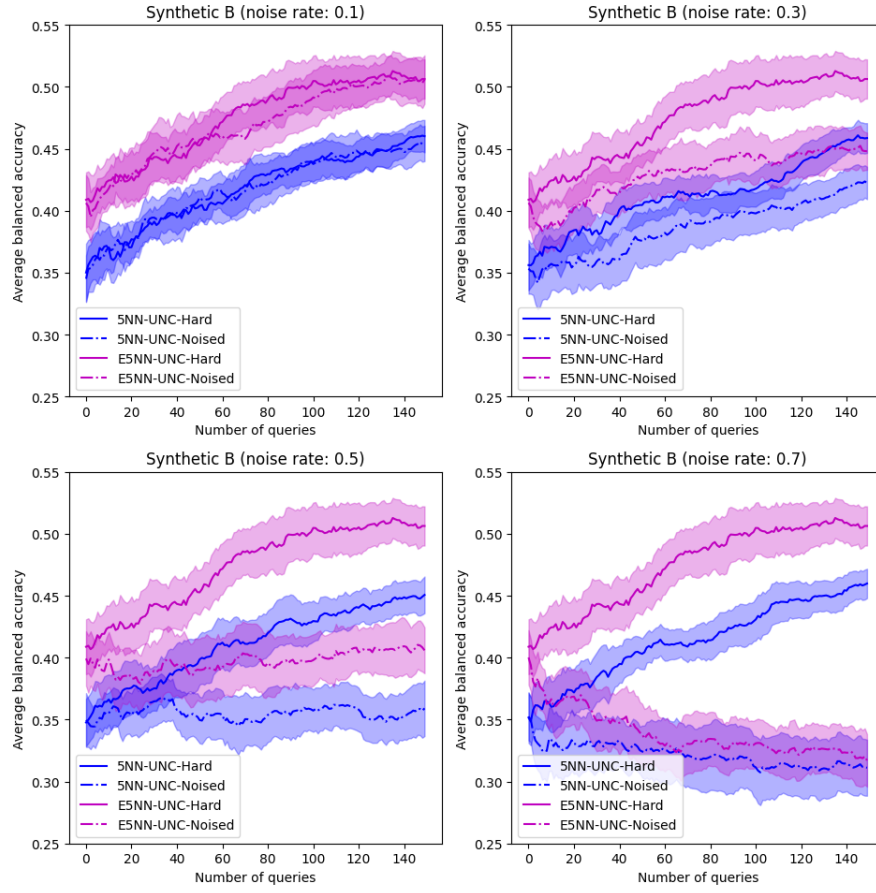 Synthetic B (noise rate: 0.1)
0.55
0.50
0.45
0.40
0.35
0.30
0.25
Average balanced accuracy
5NN-UNC-Hard
5NN-UNC-Noised
E5NN-UNC-Hard
E5NN-UNC-Noised
0 20 40 60 80 100 120 140
Number of queries
Synthetic B (noise rate: 0.3)
0.55
0.50
0.45
0.40
0.35
0.30
0.25
Average balanced accuracy
5NN-UNC-Hard
5NN-UNC-Noised
E5NN-UNC-Hard
E5NN-UNC-Noised
0 20 40 60 80 100 120 140
Number of queries
Synthetic B (noise rate: 0.5)
0.55
0.50
0.45
0.40
0.35
0.30
0.25
Average balanced accuracy
5NN-UNC-Hard
5NN-UNC-Noised
E5NN-UNC-Hard
E5NN-UNC-Noised
0 20 40 60 80 100 120 140
Number of queries
Synthetic B (noise rate: 0.7)
0.55
0.50
0.45
0.40
0.35
0.30
0.25
Average balanced accuracy
5NN-UNC-Hard
5NN-UNC-Noised
E5NN-UNC-Hard
E5NN-UNC-Noised
0 20 40 60 80 100 120 140
Number of queries